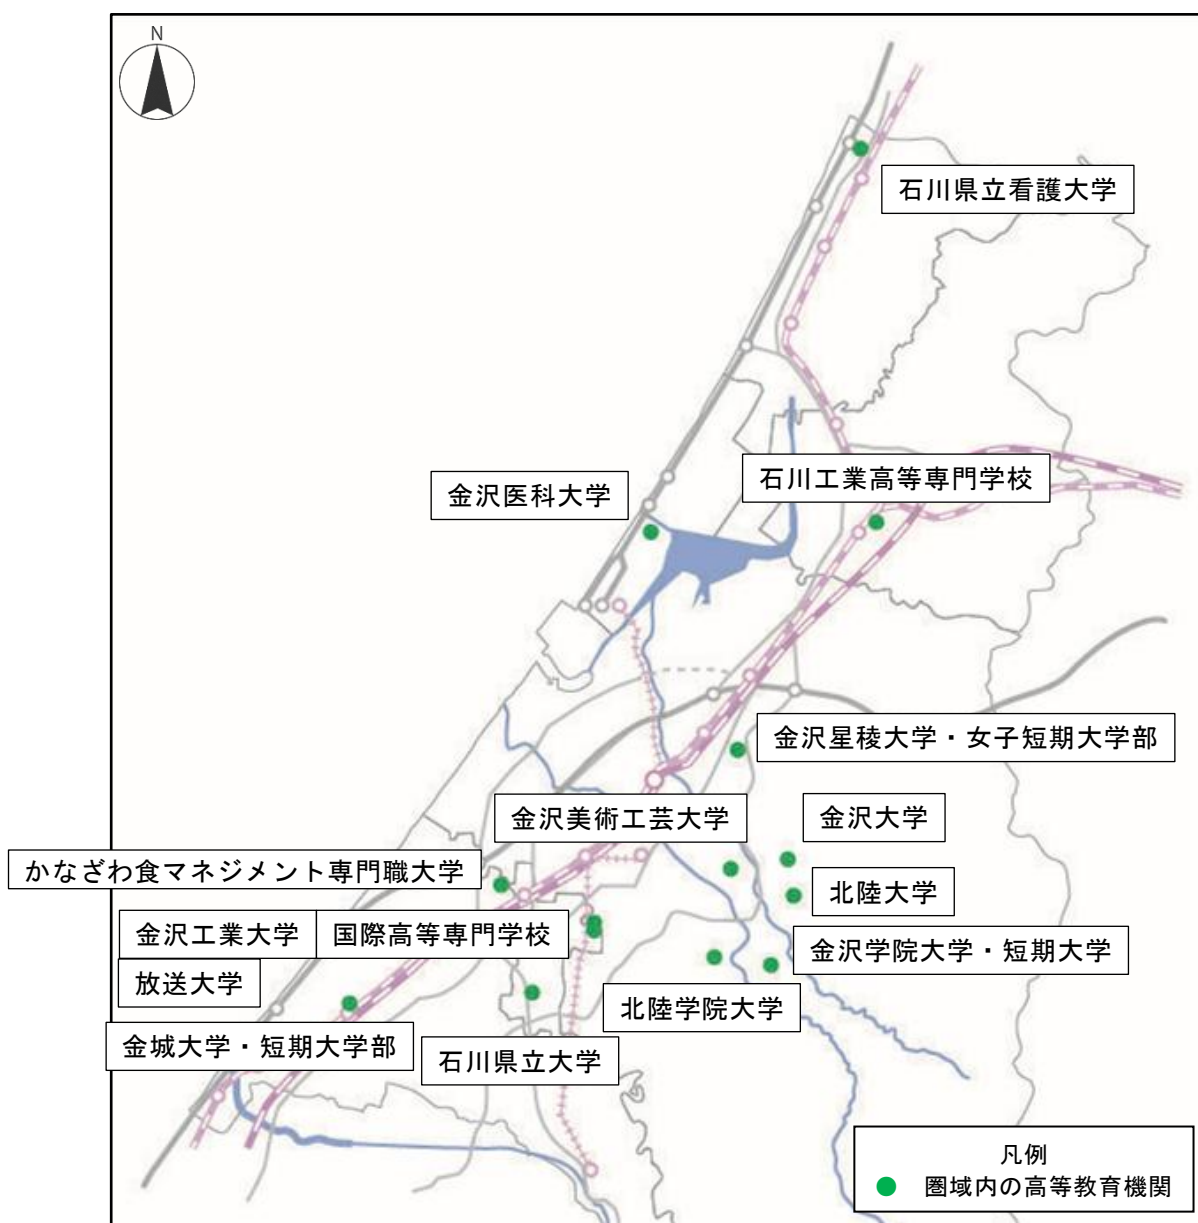 N
石川県立看護大学
石川工業高等専門学校
金沢医科大学
金沢星稜大学・女子短期大学部
金沢美術工芸大学
金沢大学
かなざわ食マネジメント専門職大学
北陸大学
金沢工業大学
国際高等専門学校
金沢学院大学・短期大学
放送大学
北陸学院大学
金城大学・短期大学部
石川県立大学
凡例
圏域内の高等教育機関